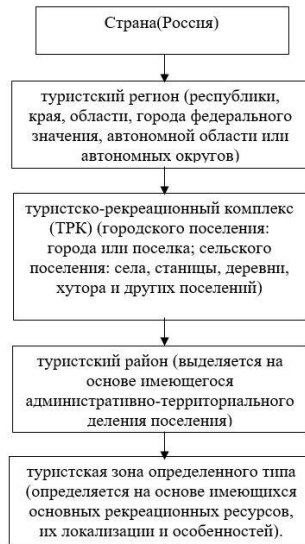 Страна(Россия)
туристский регион (республики,
края, области, города федерального
значения, автономной области или
автономных округов)
туристско-рекреационный комплекс
(ТРК) (городского поселения:
города или поселка; сельского
поселения: села, станицы, деревни,
хутора и других поселений)
туристский район (выделяется на
основе имеющегося
административно-территориального
деления поселения)
туристская зона определенного типа
(определяется на основе имеющихся
основных рекреационных ресурсов,
их локализации и особенностей).